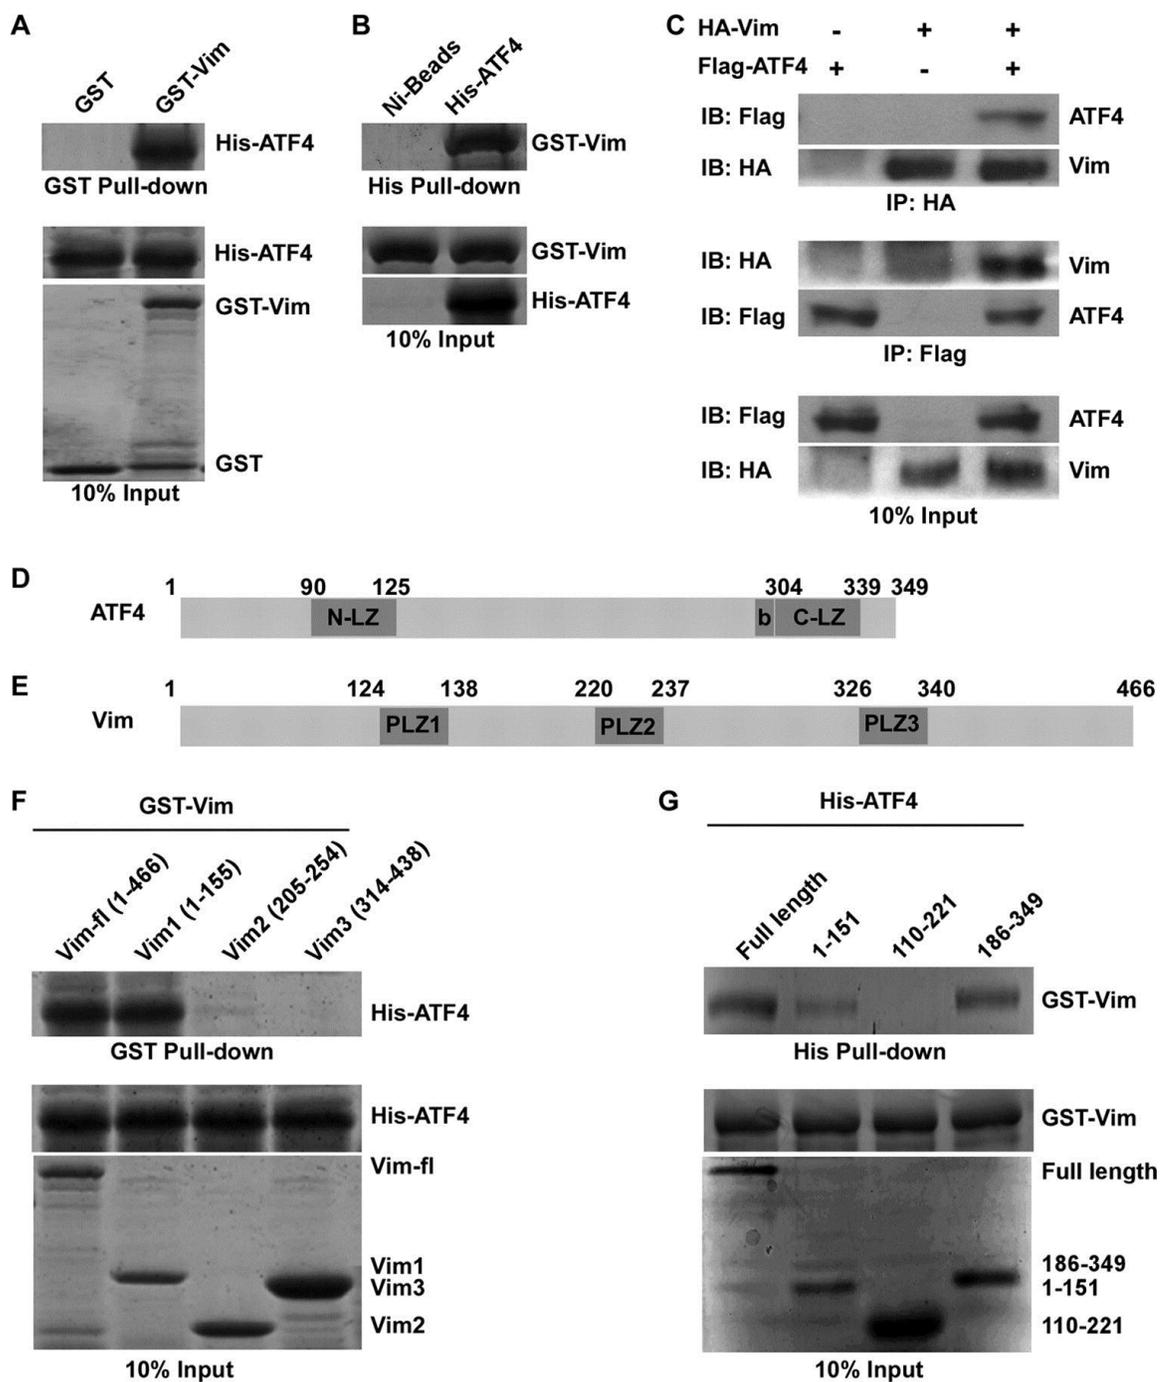 A
GST
GST-Vim
His-ATF4
GST Pull-down
His-ATF4
GST-Vim
GST
10% Input
B
Ni-Beads
His-ATF4
GST-Vim
His Pull-down
GST-Vim
His-ATF4
10% Input
C
HA-Vim - + +
Flag-ATF4 + - +
IB: Flag ATF4
IB: HA Vim
IP: HA
IB: HA Vim
IB: Flag ATF4
IP: Flag
IB: Flag ATF4
IB: HA Vim
10% Input
D
1 90 125 304 339 349
ATF4 N-LZ b C-LZ
E
1 124 138 220 237 326 340 466
Vim PLZ1 PLZ2 PLZ3
F
GST-Vim
Vim-fl (1-466)
Vim1 (1-155)
Vim2 (205-254)
Vim3 (314-438)
His-ATF4
GST Pull-down
His-ATF4
Vim-fl
Vim1
Vim3
Vim2
10% Input
G
His-ATF4
Full length
1-151
110-221
186-349
GST-Vim
His Pull-down
GST-Vim
Full length
186-349
1-151
110-221
10% Input